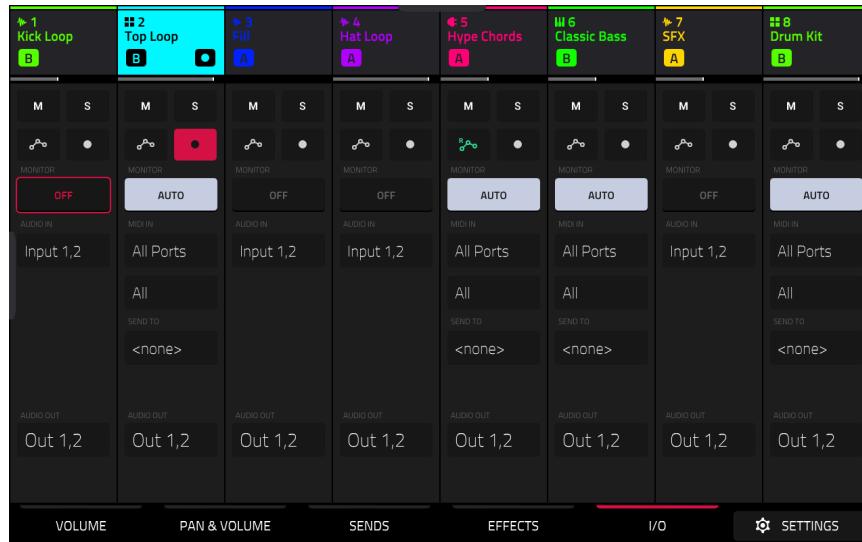 1 2 3 4 5 6 7 8
Kick Loop Top Loop Fill Hat Loop Hype Chords Classic Bass SFX Drum Kit
B B A A A B A B
M S M S M S M S M S M S M S M S
R
MONITOR MONITOR MONITOR MONITOR MONITOR MONITOR MONITOR MONITOR
OFF AUTO OFF OFF AUTO AUTO OFF AUTO
AUDIO IN MIDI IN AUDIO IN AUDIO IN MIDI IN MIDI IN AUDIO IN MIDI IN
Input 1,2 All Ports Input 1,2 Input 1,2 All Ports All Ports Input 1,2 All Ports
All All All All
SEND TO SEND TO SEND TO SEND TO
<none> <none> <none> <none>
AUDIO OUT AUDIO OUT AUDIO OUT AUDIO OUT AUDIO OUT AUDIO OUT AUDIO OUT AUDIO OUT
Out 1,2 Out 1,2 Out 1,2 Out 1,2 Out 1,2 Out 1,2 Out 1,2 Out 1,2
VOLUME PAN & VOLUME SENDS EFFECTS I/O SETTINGS